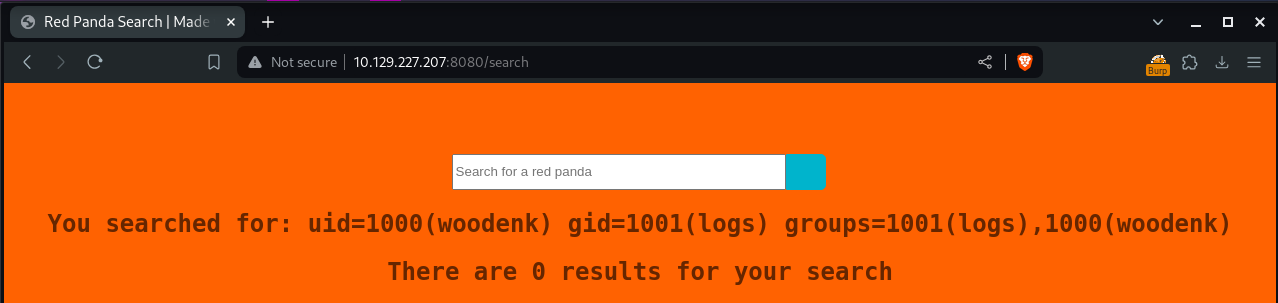 Red Panda Search | Made
Not secure 10.129.227.207:8080/search
Burp
Search for a red panda
You searched for: uid=1000(woodenk) gid=1001(logs) groups=1001(logs),1000(woodenk)
There are 0 results for your search